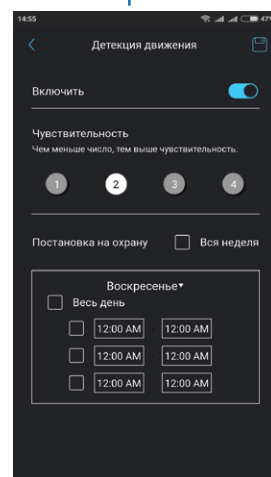 14:55 47%
Детекция движения
Включить
Чувствительность
Чем меньше число, тем выше чувствительность.
1 2 3 4
Постановка на охрану Вся неделя
Воскресенье▾
Весь день
12:00 AM 12:00 AM
12:00 AM 12:00 AM
12:00 AM 12:00 AM